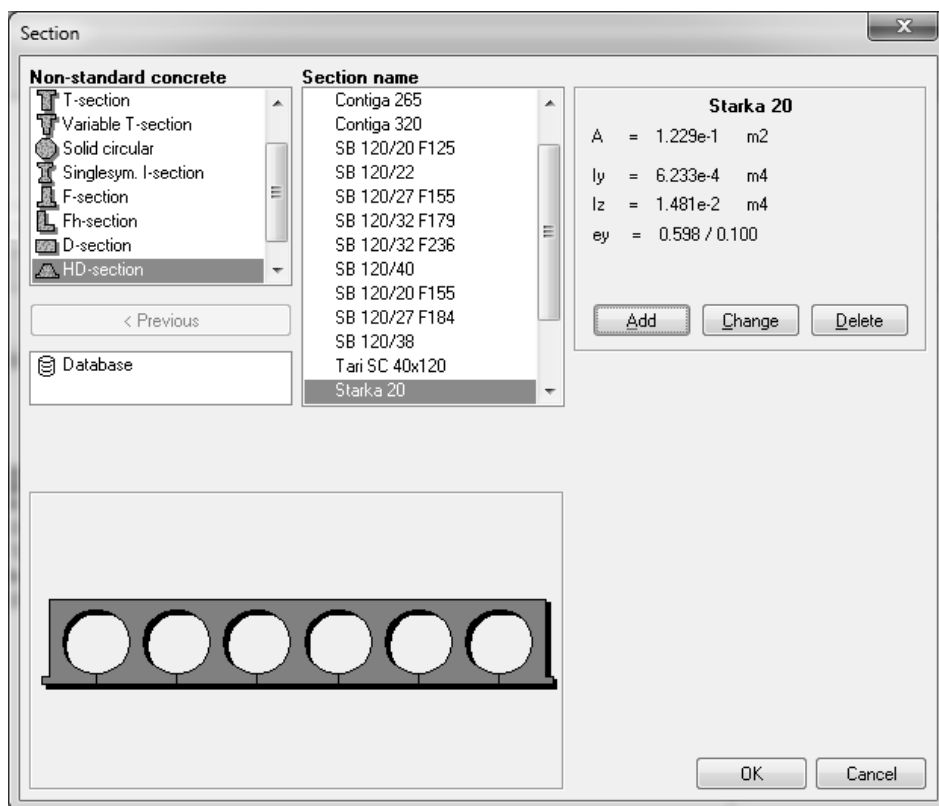 Section
x
Non-standard concrete
T-section
Variable T-section
Solid circular
Singlesym. I-section
F-section
Fh-section
D-section
HD-section
< Previous
Database
Section name
Contiga 265
Contiga 320
SB 120/20 F125
SB 120/22
SB 120/27 F155
SB 120/32 F179
SB 120/32 F236
SB 120/40
SB 120/20 F155
SB 120/27 F184
SB 120/38
Tari SC 40x120
Starka 20
Starka 20
A = 1.229e-1 m2
Iy = 6.233e-4 m4
Iz = 1.481e-2 m4
ey = 0.598 / 0.100
Add Change Delete
OK Cancel